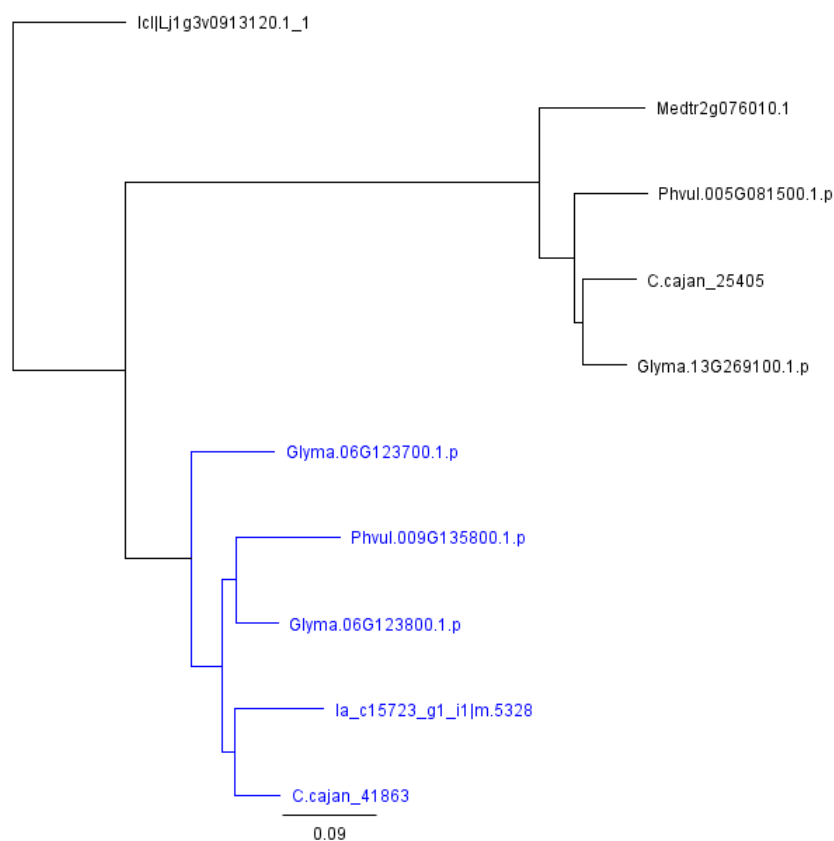 lcl|Lj1g3v0913120.1_1
Medtr2g076010.1
Phvul.005G081500.1.p
C.cajan_25405
Glyma.13G269100.1.p
Glyma.06G123700.1.p
Phvul.009G135800.1.p
Glyma.06G123800.1.p
Ia_c15723_g1_i1|m.5328
C.cajan_41863
0.09